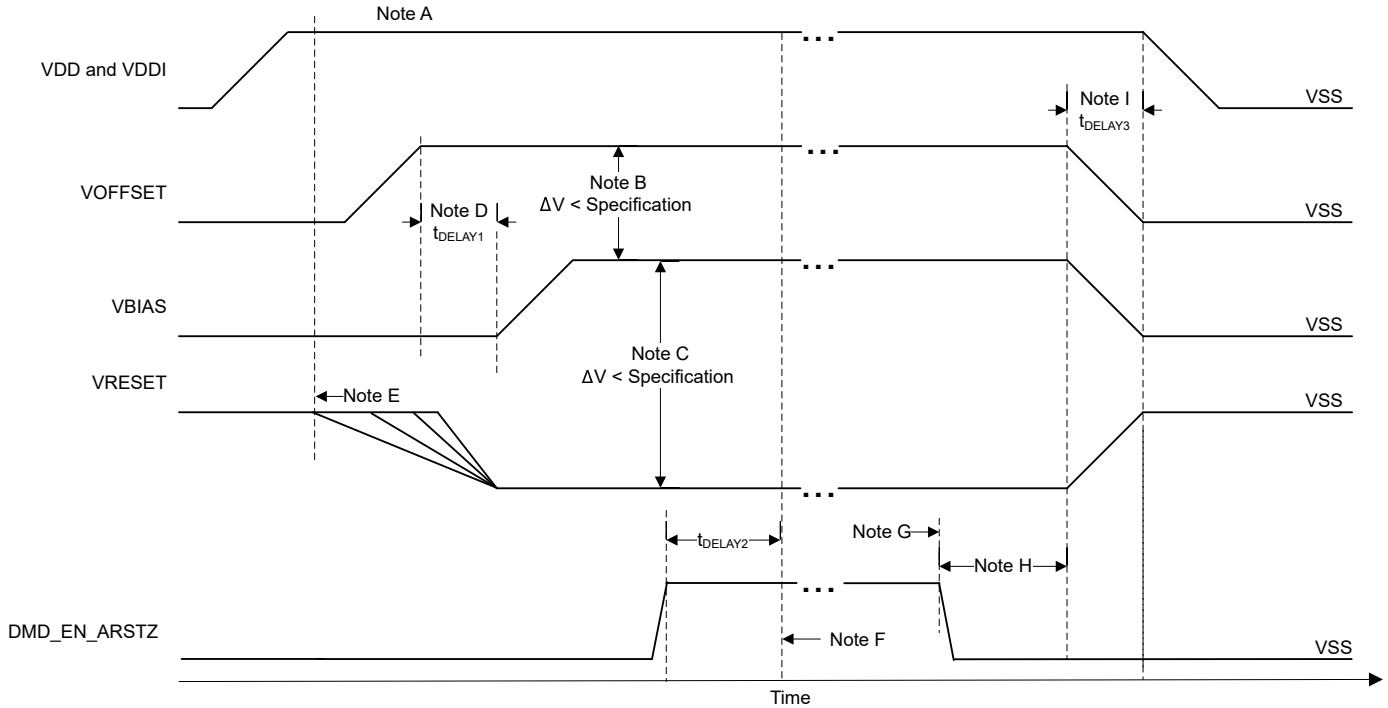 Note A
VDD and VDDI
Note I
tDELAY3
VSS
VOFFSET
Note B
ΔV < Specification
Note D
tDELAY1
VSS
VBIAS
VSS
Note C
ΔV < Specification
VRESET
Note E
VSS
...
...
...
...
tDELAY2
Note G
Note H
...
DMD_EN_ARSTZ
Note F
VSS
Time